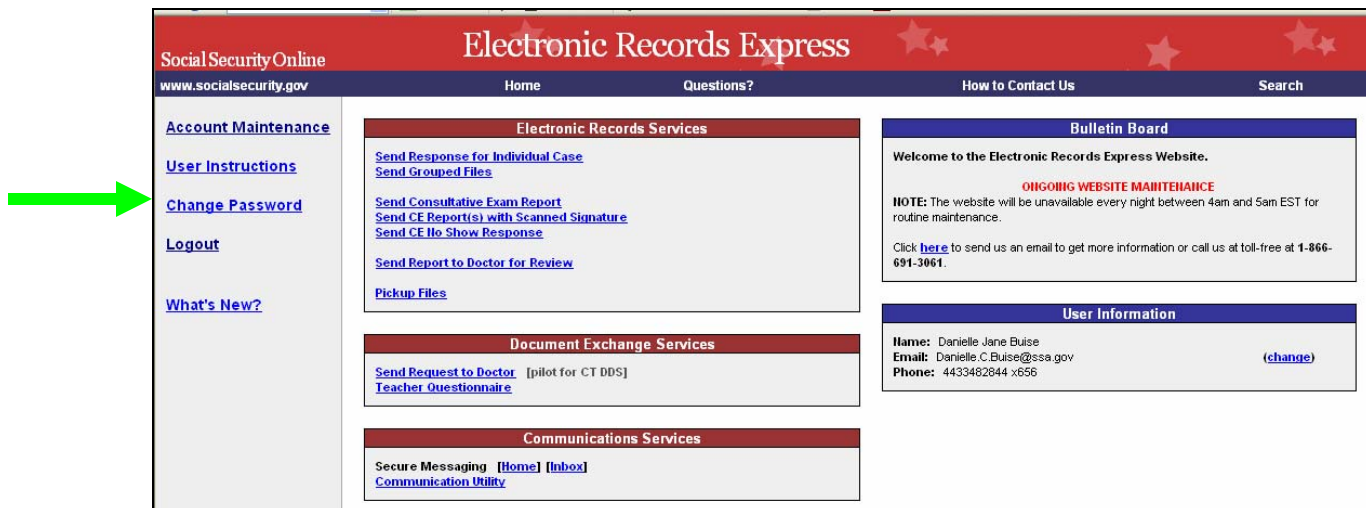 Social Security Online
Electronic Records Express
www.socialsecurity.gov
Home
Questions?
How to Contact Us
Search
Account Maintenance
User Instructions
Change Password
Logout
What's New?
Electronic Records Services
Send Response for Individual Case
Send Grouped Files
Send Consultative Exam Report
Send CE Report(s) with Scanned Signature
Send CE No Show Response
Send Report to Doctor for Review
Pickup Files
Document Exchange Services
Send Request to Doctor [pilot for CT DDS]
Teacher Questionnaire
Communications Services
Secure Messaging [Home] [Inbox]
Communication Utility
Bulletin Board
Welcome to the Electronic Records Express Website.
ONGOING WEBSITE MAINTENANCE
NOTE: The website will be unavailable every night between 4am and 5am EST for
routine maintenance.
Click here to send us an email to get more information or call us at toll-free at 1-866-
691-3061.
User Information
Name: Danielle Jane Buise
Email: Danielle.C.Buise@ssa.gov (change)
Phone: 4433482844 x656